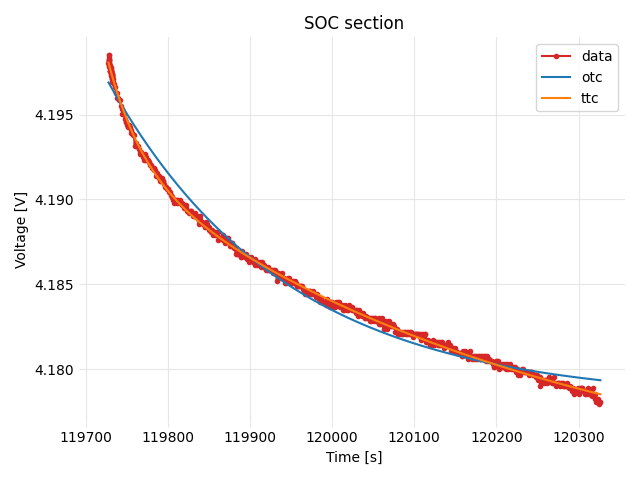 SOC section
data
otc
ttc
4.195
4.190
4.185
4.180
Voltage [V]
119700 119800 119900 120000 120100 120200 120300
Time [s]